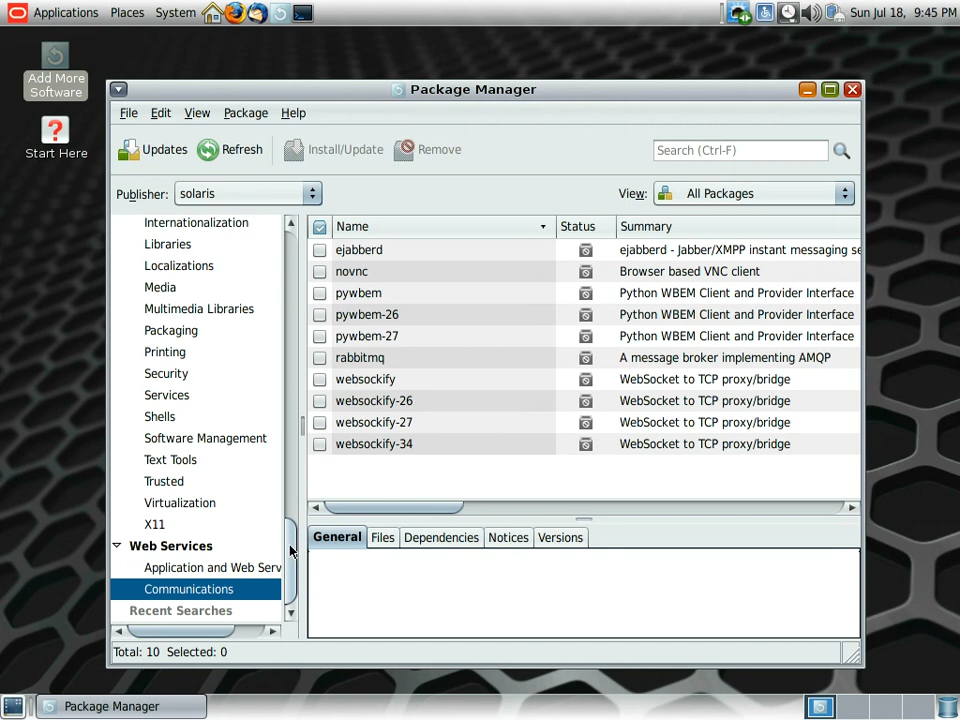 Applications Places System Sun Jul 18, 9:45 PM
Add More
Software
Start Here
Package Manager
File Edit View Package Help
Updates Refresh Install/Update Remove Search (Ctrl-F)
Publisher: solaris View: All Packages
Internationalization
Libraries
Localizations
Media
Multimedia Libraries
Packaging
Printing
Security
Services
Shells
Software Management
Text Tools
Trusted
Virtualization
X11
Web Services
Application and Web Serv
Communications
Recent Searches
Name Status Summary
ejabberd ejabberd - Jabber/XMPP instant messaging se
novnc Browser based VNC client
pywbem Python WBEM Client and Provider Interface
pywbem-26 Python WBEM Client and Provider Interface
pywbem-27 Python WBEM Client and Provider Interface
rabbitmq A message broker implementing AMQP
websockify WebSocket to TCP proxy/bridge
websockify-26 WebSocket to TCP proxy/bridge
websockify-27 WebSocket to TCP proxy/bridge
websockify-34 WebSocket to TCP proxy/bridge
General Files Dependencies Notices Versions
Total: 10 Selected: 0
Package Manager